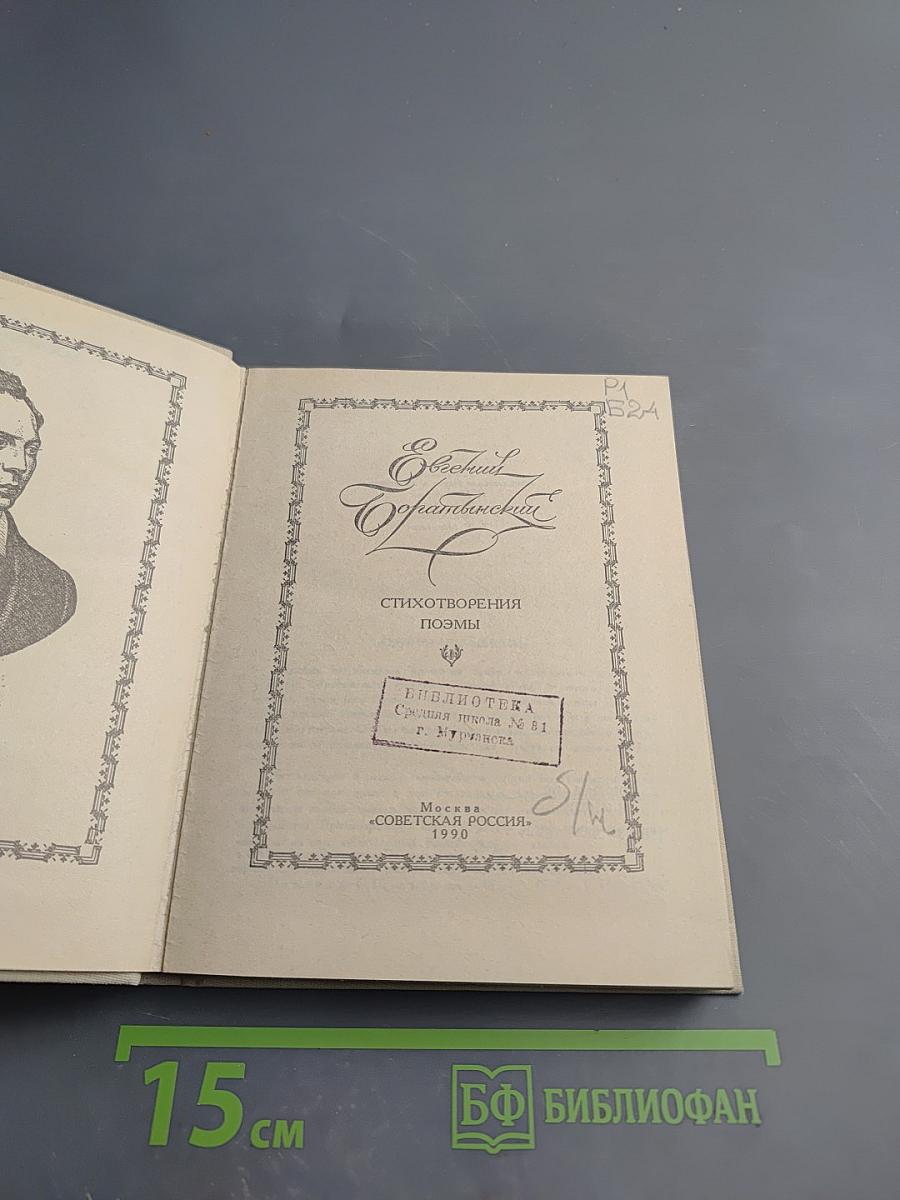 Р1
Б24
Евгений
Боратынский
СТИХОТВОРЕНИЯ
ПОЭМЫ
БИБЛИОТЕКА
Средняя школа № 81
г. Мурманска
Москва
«СОВЕТСКАЯ РОССИЯ»
1990
15 см
БФ БИБЛИОФАН